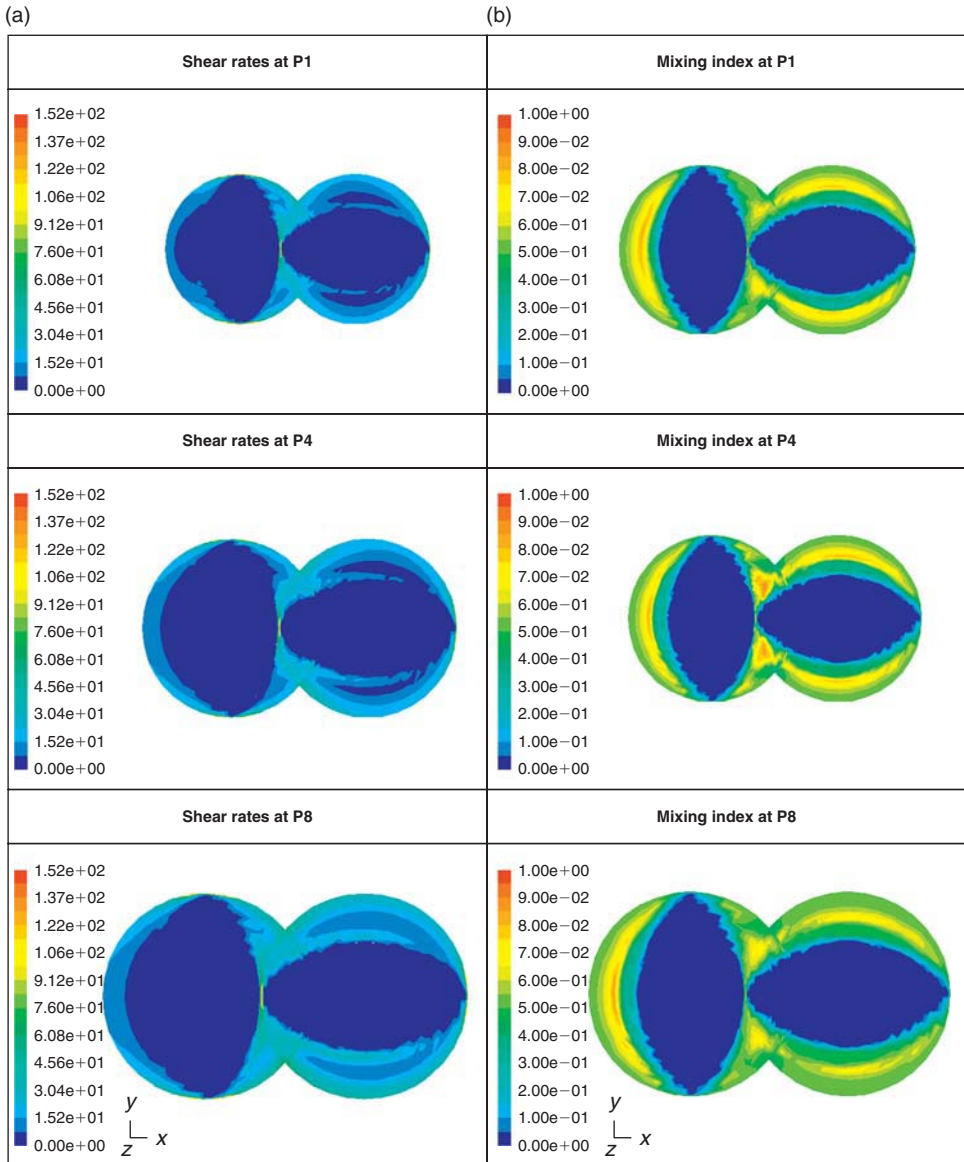 (a)
(b)
Shear rates at P1
Mixing index at P1
1.52e+02
1.37e+02
1.22e+02
1.06e+02
9.12e+01
7.60e+01
6.08e+01
4.56e+01
3.04e+01
1.52e+01
0.00e+00
1.00e+00
9.00e−02
8.00e−02
7.00e−02
6.00e−01
5.00e−01
4.00e−01
3.00e−01
2.00e−01
1.00e−01
0.00e+00
Shear rates at P4
Mixing index at P4
1.52e+02
1.37e+02
1.22e+02
1.06e+02
9.12e+01
7.60e+01
6.08e+01
4.56e+01
3.04e+01
1.52e+01
0.00e+00
1.00e+00
9.00e−02
8.00e−02
7.00e−02
6.00e−01
5.00e−01
4.00e−01
3.00e−01
2.00e−01
1.00e−01
0.00e+00
Shear rates at P8
Mixing index at P8
1.52e+02
1.37e+02
1.22e+02
1.06e+02
9.12e+01
7.60e+01
6.08e+01
4.56e+01
3.04e+01
1.52e+01
0.00e+00
y
z
x
1.00e+00
9.00e−02
8.00e−02
7.00e−02
6.00e−01
5.00e−01
4.00e−01
3.00e−01
2.00e−01
1.00e−01
0.00e+00
y
z
x